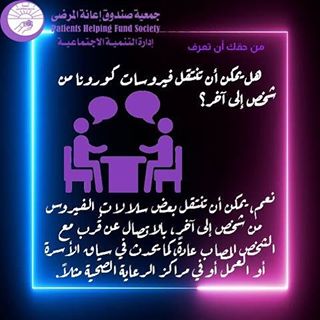 جمعية صندوق إعانة المرضى
Patients Helping Fund Society
إدارة التنمية الاجتماعية
من حقك أن تعرف
هل يمكن أن تنتقل فيروسات كورونا من
شخص إلى آخر؟
نعم، يمكن أن تنتقل بعض سلالات الفيروس
من شخص إلى آخر، بالاتصال عن قرب مع
الشخص المصاب عادةً، كما يحدث في سياق الأسرة
أو العمل أو في مراكز الرعاية الصحية مثلاً.